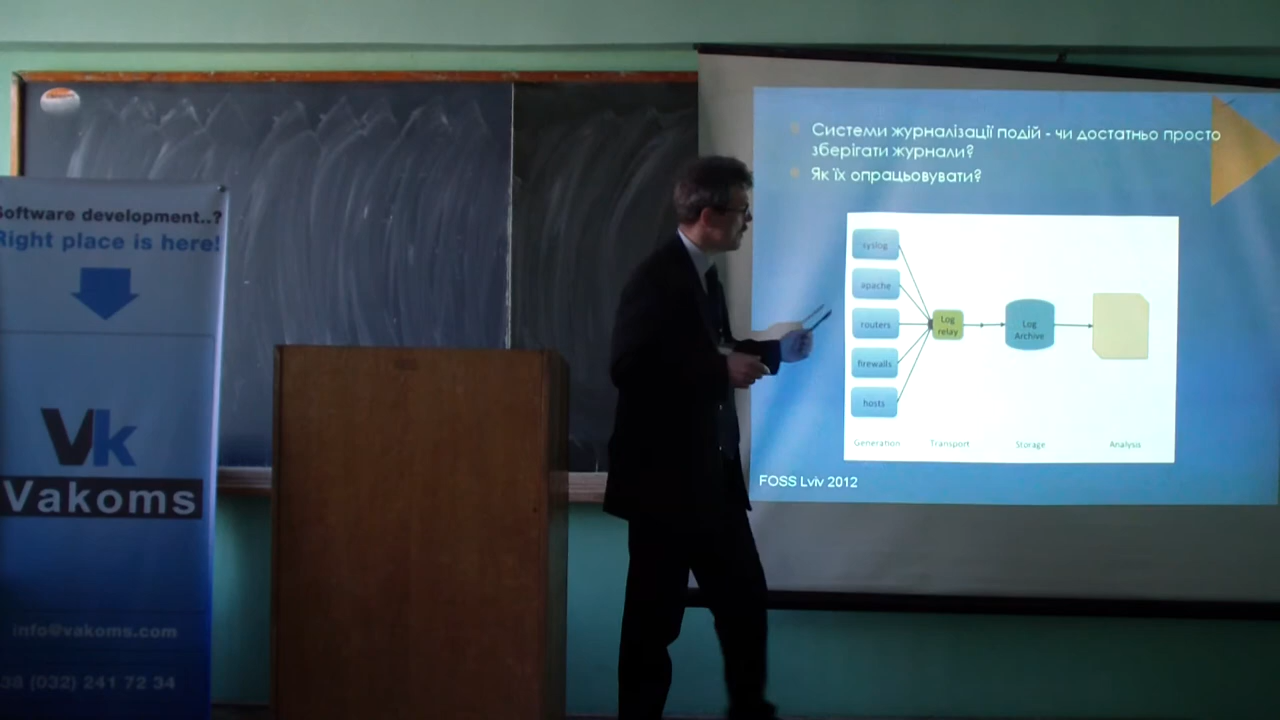 Software development..?
Right place is here!
Vk
Vakoms
info@vakoms.com
38 (032) 241 72 34
Системи журналізації подій - чи достатньо просто
зберігати журнали?
Як їх опрацьовувати?
syslog
apache
routers
firewalls
hosts
Log
relay
Log
Archive
Generation
Transport
Storage
Analysis
FOSS Lviv 2012